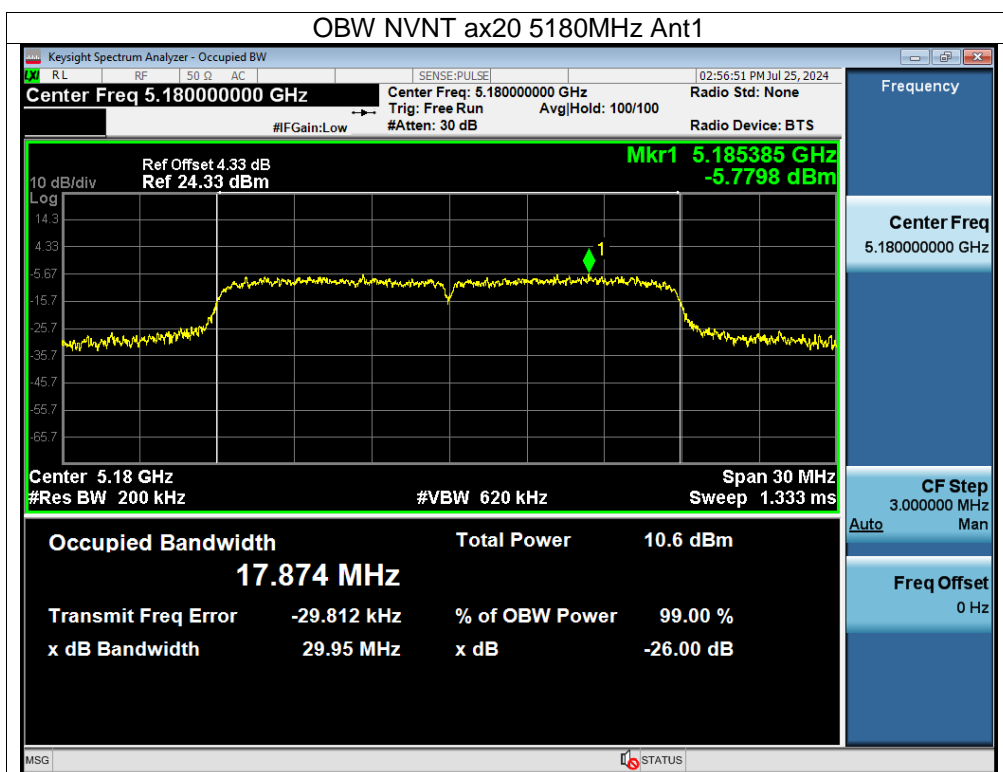 OBW NVNT ax20 5180MHz Ant1
Keysight Spectrum Analyzer - Occupied BW
LXI RL RF 50 Ω AC SENSE:PULSE 02:56:51 PM Jul 25, 2024
Center Freq 5.180000000 GHz Center Freq: 5.180000000 GHz Radio Std: None
Trig: Free Run Avg|Hold: 100/100
#IFGain:Low #Atten: 30 dB Radio Device: BTS
Frequency
Mkr1 5.185385 GHz
-5.7798 dBm
Ref Offset 4.33 dB
10 dB/div Ref 24.33 dBm
Log
14.3
4.33
-5.67
-15.7
-25.7
-35.7
-45.7
-55.7
-65.7
1
Center 5.18 GHz Span 30 MHz
#Res BW 200 kHz #VBW 620 kHz Sweep 1.333 ms
Center Freq
5.180000000 GHz
CF Step
3.000000 MHz
Auto Man
Freq Offset
0 Hz
Occupied Bandwidth Total Power 10.6 dBm
17.874 MHz
Transmit Freq Error -29.812 kHz % of OBW Power 99.00 %
x dB Bandwidth 29.95 MHz x dB -26.00 dB
MSG STATUS